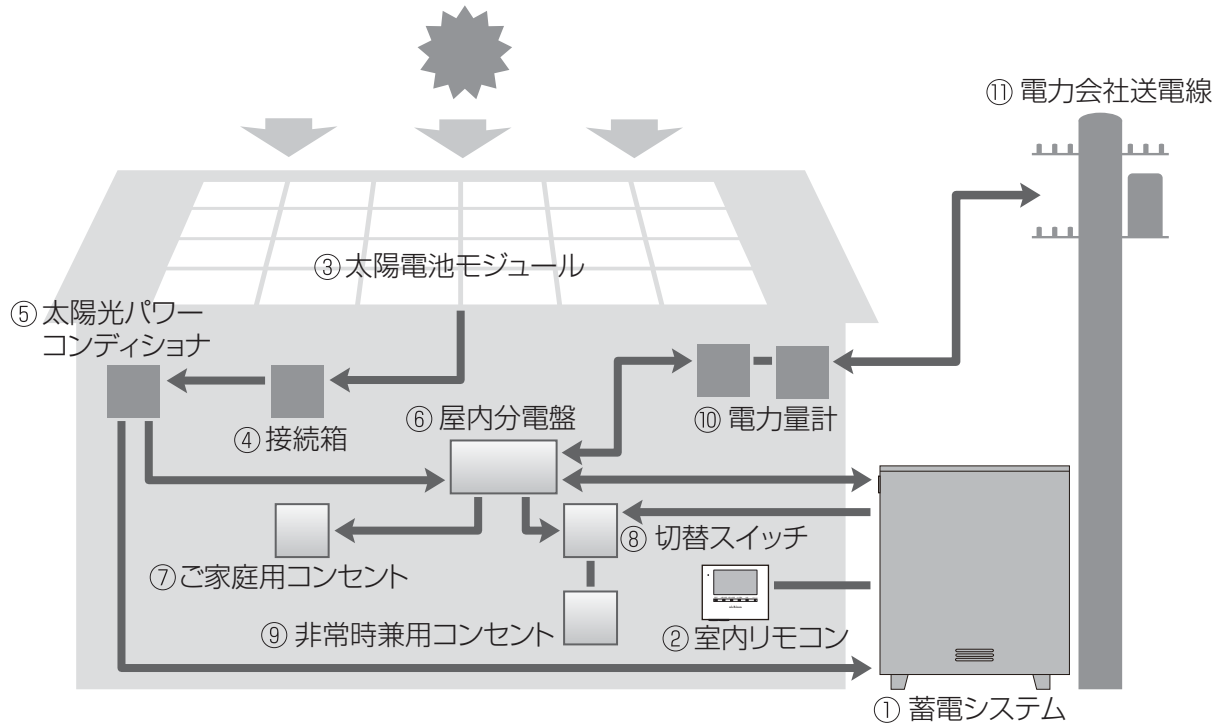 ⑪ 電力会社送電線
③ 太陽電池モジュール
⑤ 太陽光パワー
コンディショナ
⑥ 屋内分電盤
⑩ 電力量計
④ 接続箱
⑧ 切替スイッチ
⑦ ご家庭用コンセント
⑨ 非常時兼用コンセント
② 室内リモコン
① 蓄電システム